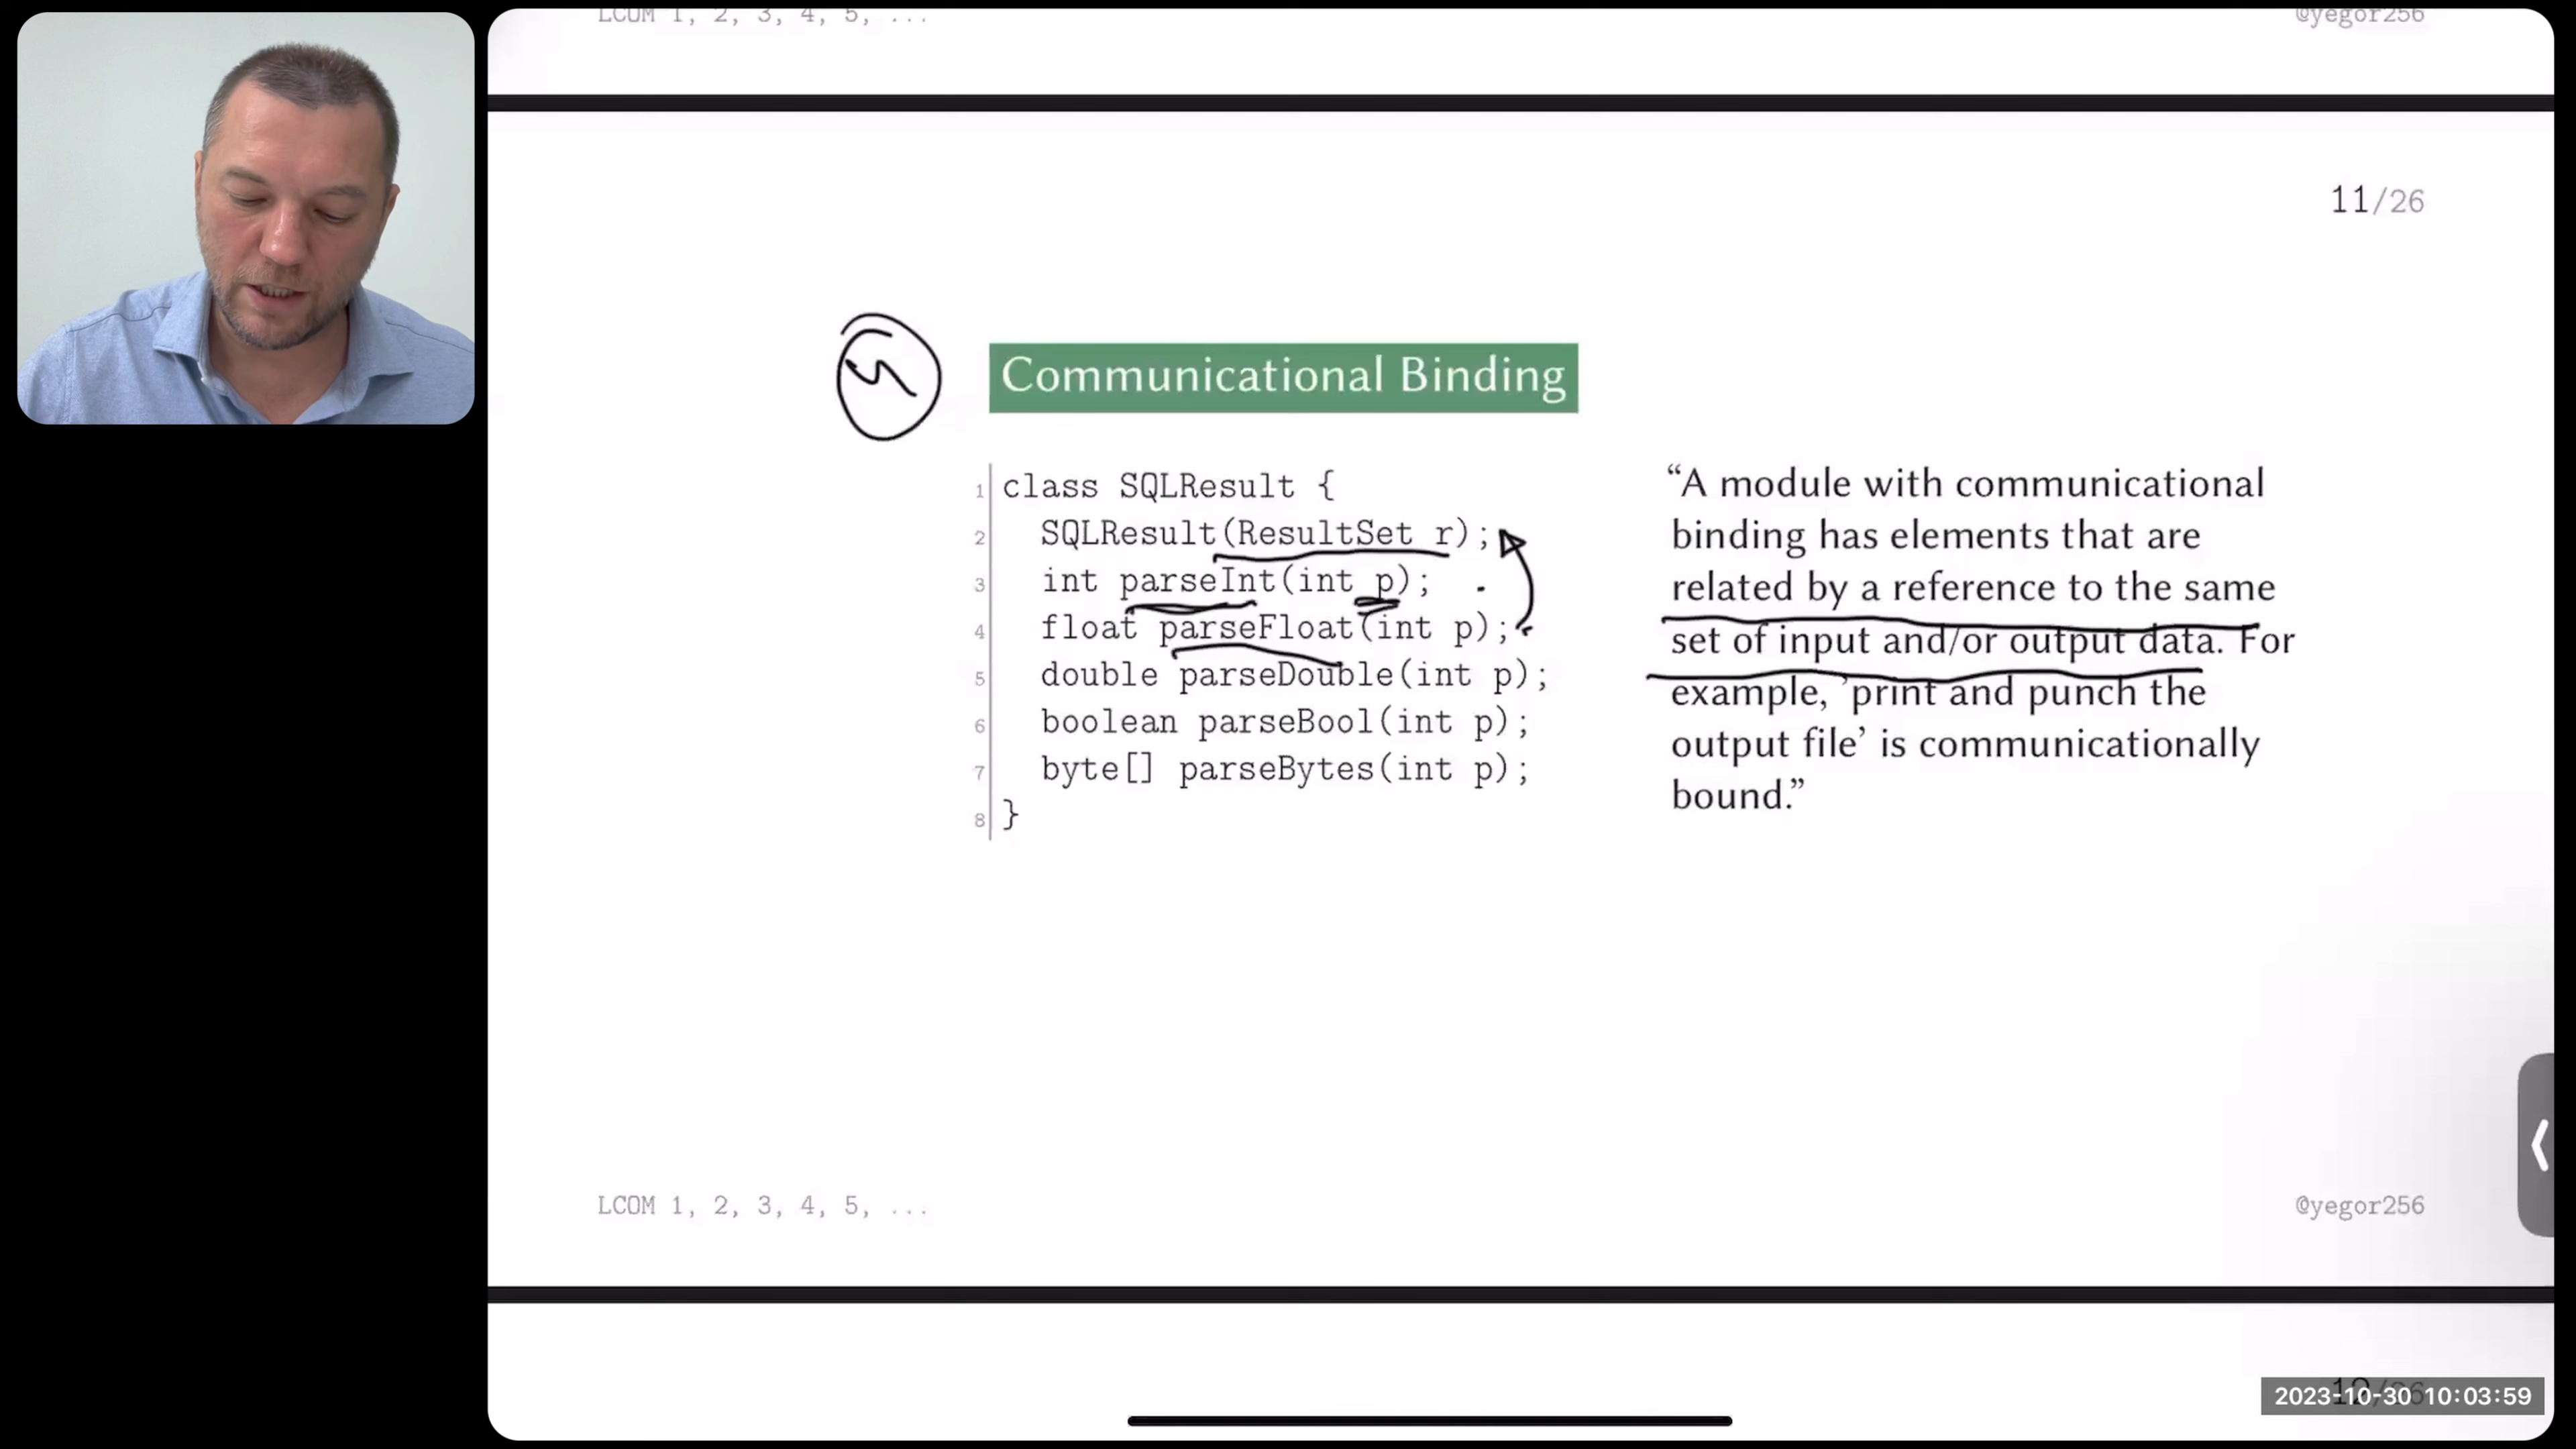 LCOM 1, 2, 3, 4, 5, ...
@yegor256
11/26
5
Communicational Binding
1 class SQLResult {
2 SQLResult(ResultSet r);
3 int parseInt(int p);
4 float parseFloat(int p);
5 double parseDouble(int p);
6 boolean parseBool(int p);
7 byte[] parseBytes(int p);
8 }
“A module with communicational
binding has elements that are
related by a reference to the same
set of input and/or output data. For
example, ‘print and punch the
output file’ is communicationally
bound.”
LCOM 1, 2, 3, 4, 5, ...
@yegor256
2023-10-30 10:03:59